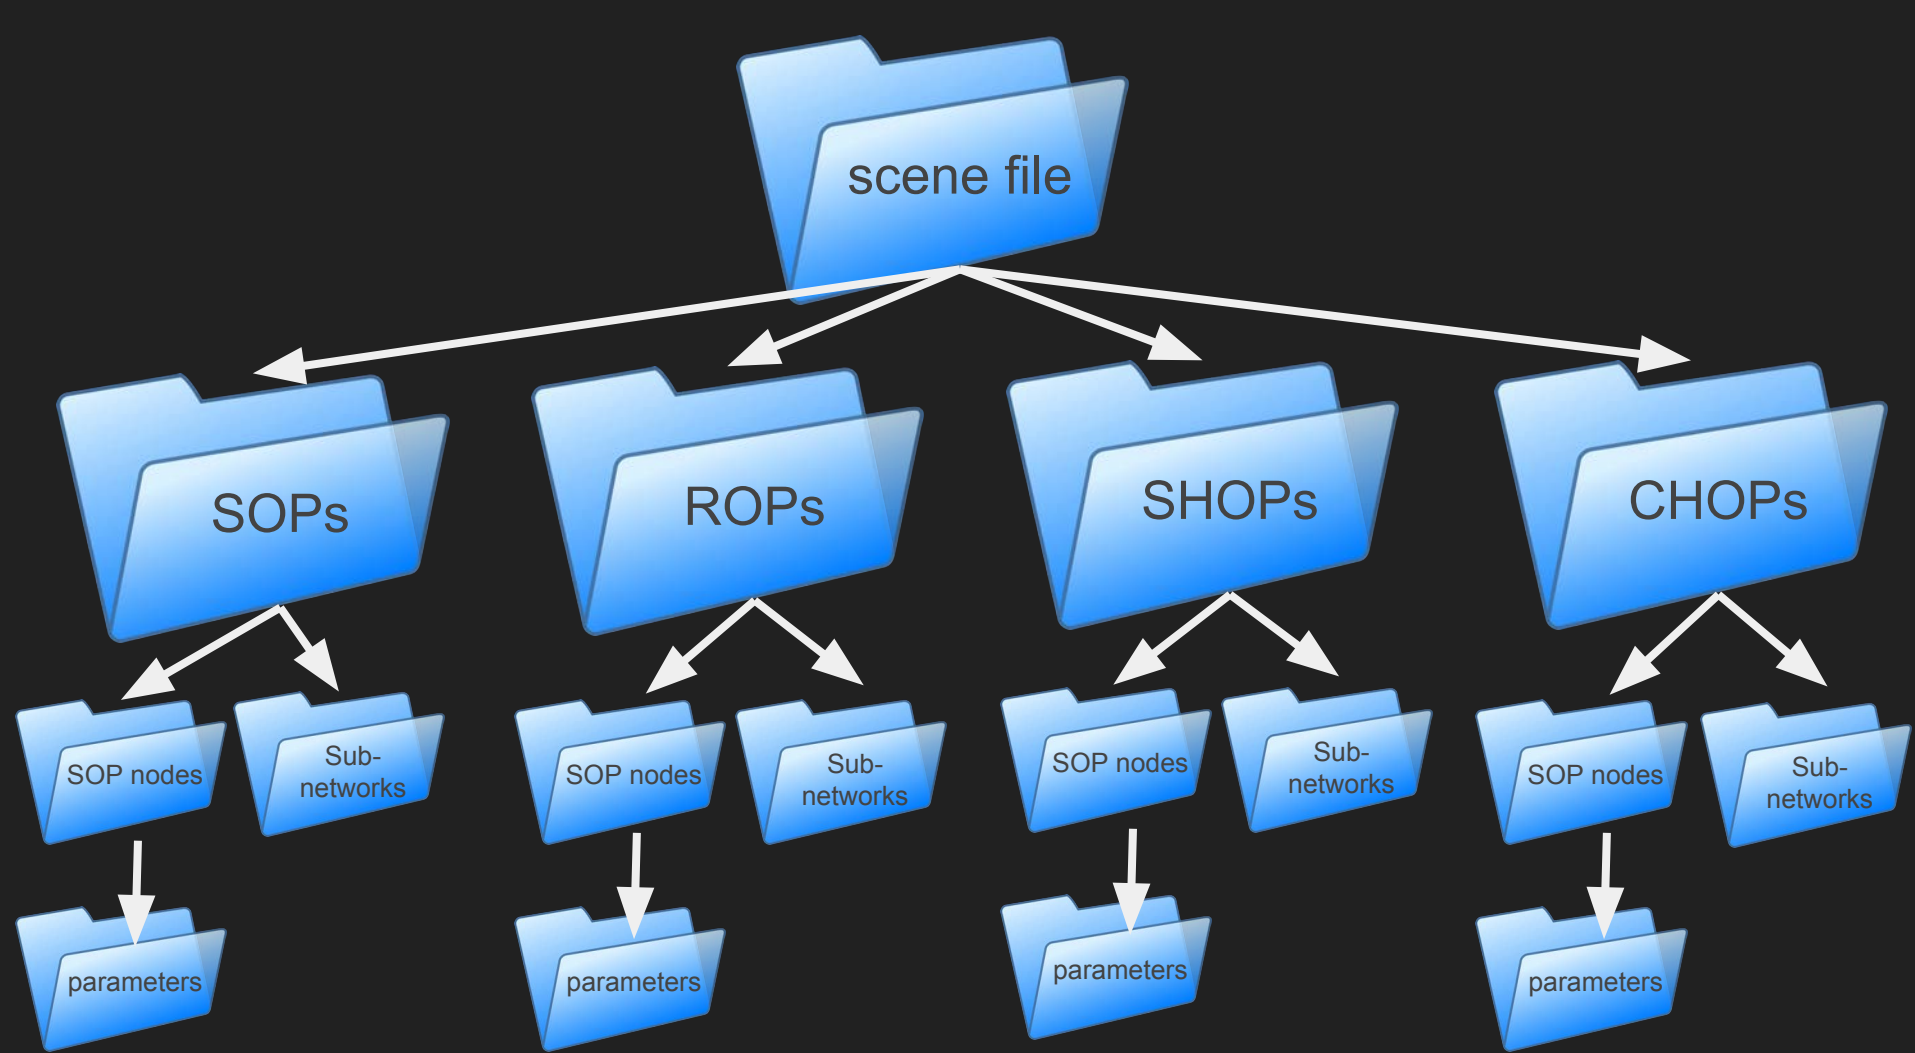 scene file
SOPs
ROPs
SHOPs
CHOPs
SOP nodes
Sub-
networks
SOP nodes
Sub-
networks
SOP nodes
Sub-
networks
SOP nodes
Sub-
networks
parameters
parameters
parameters
parameters